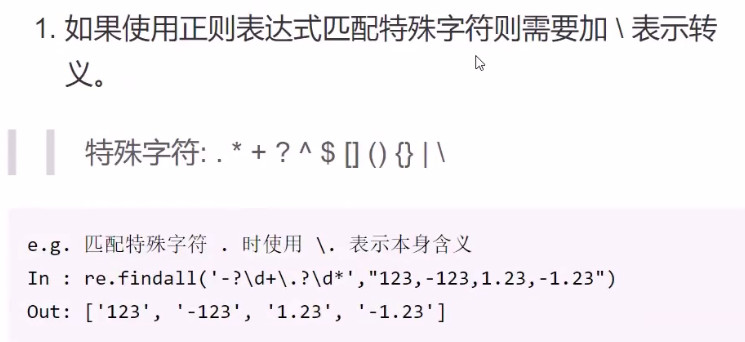 1. 如果使用正则表达式匹配特殊字符则需要加 \ 表示转
义。
特殊字符: . * + ? ^ $ [] () {} | \
e.g. 匹配特殊字符 . 时使用 \. 表示本身含义
In : re.findall('-?\d+\.?\d*',"123,-123,1.23,-1.23")
Out: ['123', '-123', '1.23', '-1.23']